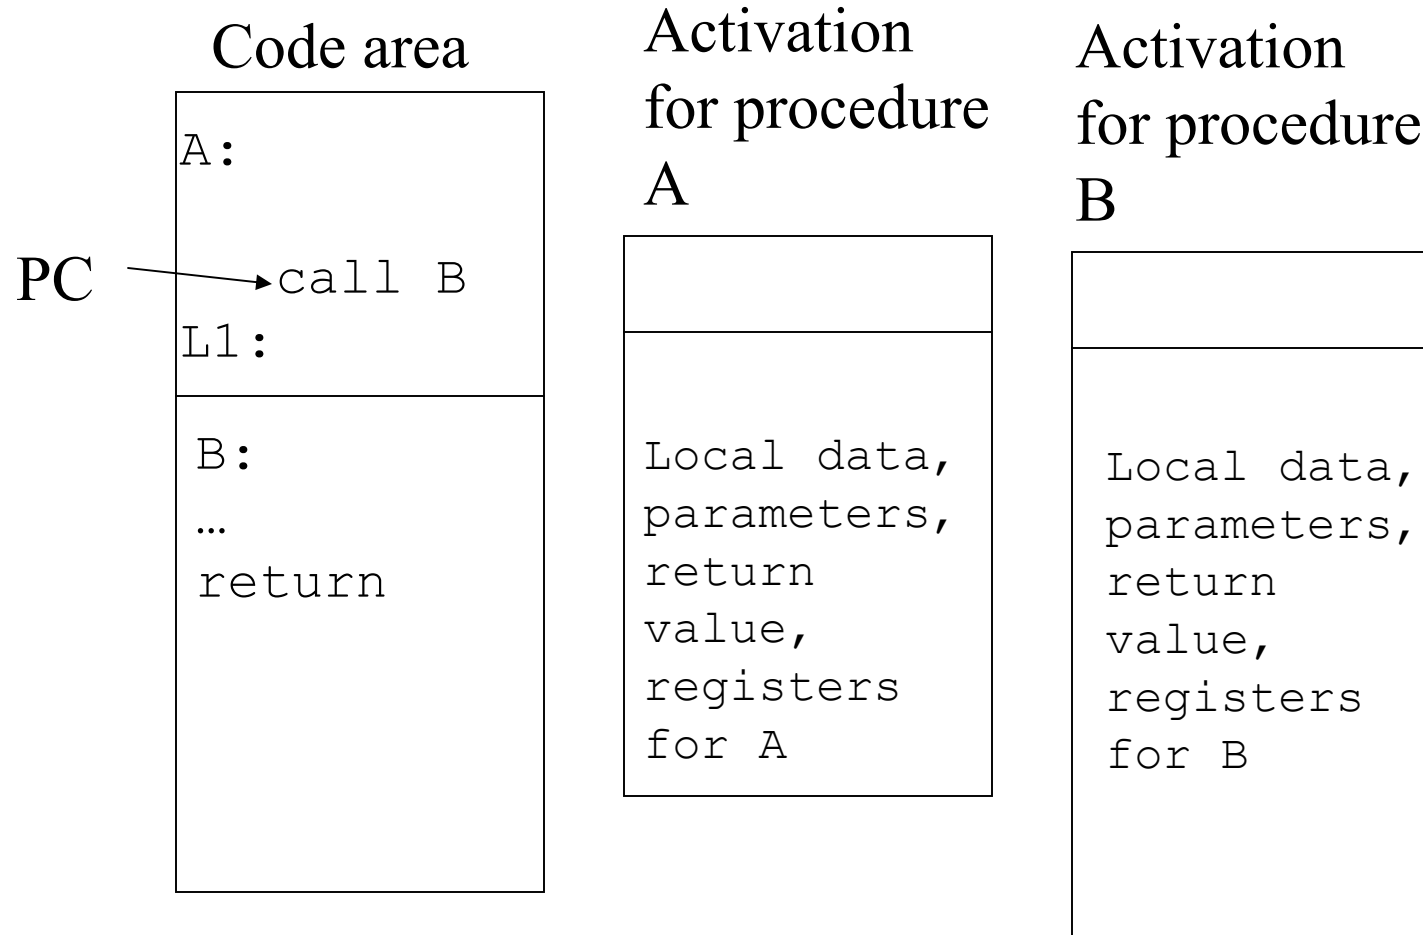 Code area
A:
PC
call B
L1:
B:
…
return
Activation
for procedure
A
Local data,
parameters,
return
value,
registers
for A
Activation
for procedure
B
Local data,
parameters,
return
value,
registers
for B